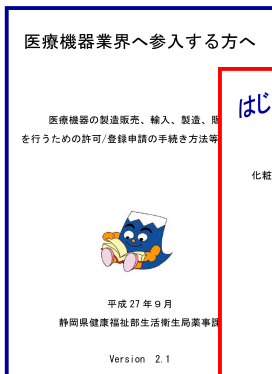 医療機器業界へ参入する方へ
はじ
医療機器の製造販売、輸入、製造、販
を行うための許可/登録申請の手続き方法等
化粧
平成27年9月
静岡県健康福祉部生活衛生局薬事課
Version 2.1